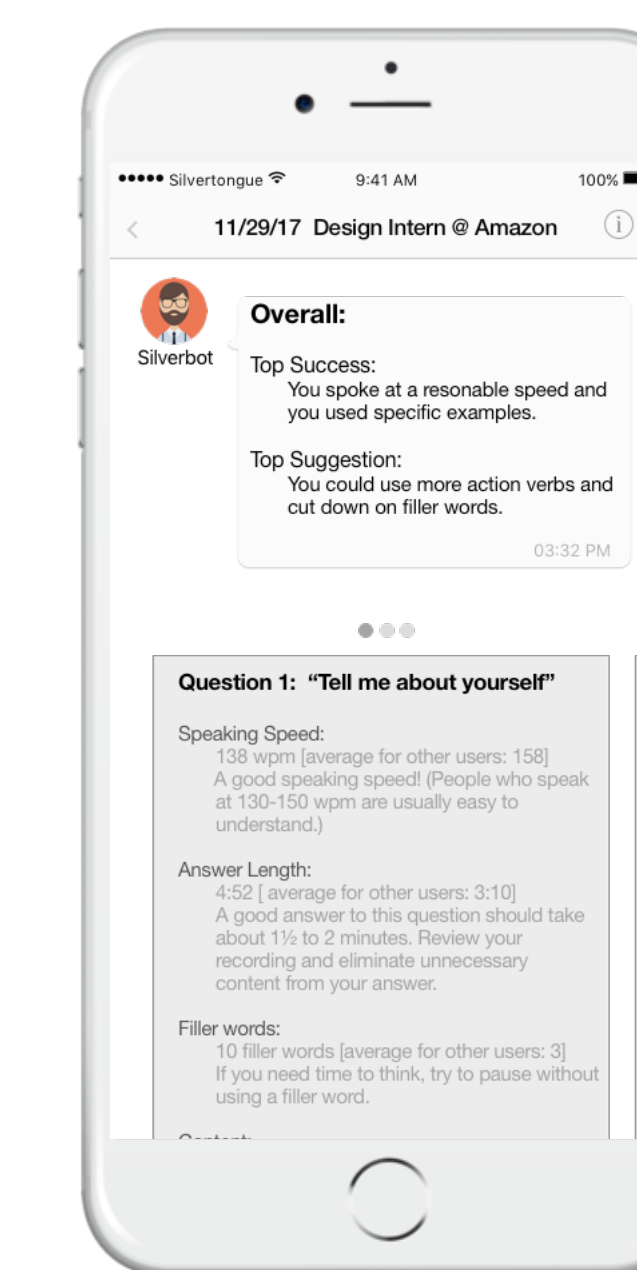 Silvertongue 9:41 AM 100%
11/29/17 Design Intern @ Amazon
Silverbot
Overall:
Top Success:
You spoke at a resonable speed and
you used specific examples.
Top Suggestion:
You could use more action verbs and
cut down on filler words.
03:32 PM
Question 1: “Tell me about yourself”
Speaking Speed:
138 wpm [average for other users: 158]
A good speaking speed! (People who speak
at 130-150 wpm are usually easy to
understand.)
Answer Length:
4:52 [ average for other users: 3:10]
A good answer to this question should take
about 1½ to 2 minutes. Review your
recording and eliminate unnecessary
content from your answer.
Filler words:
10 filler words [average for other users: 3]
If you need time to think, try to pause without
using a filler word.